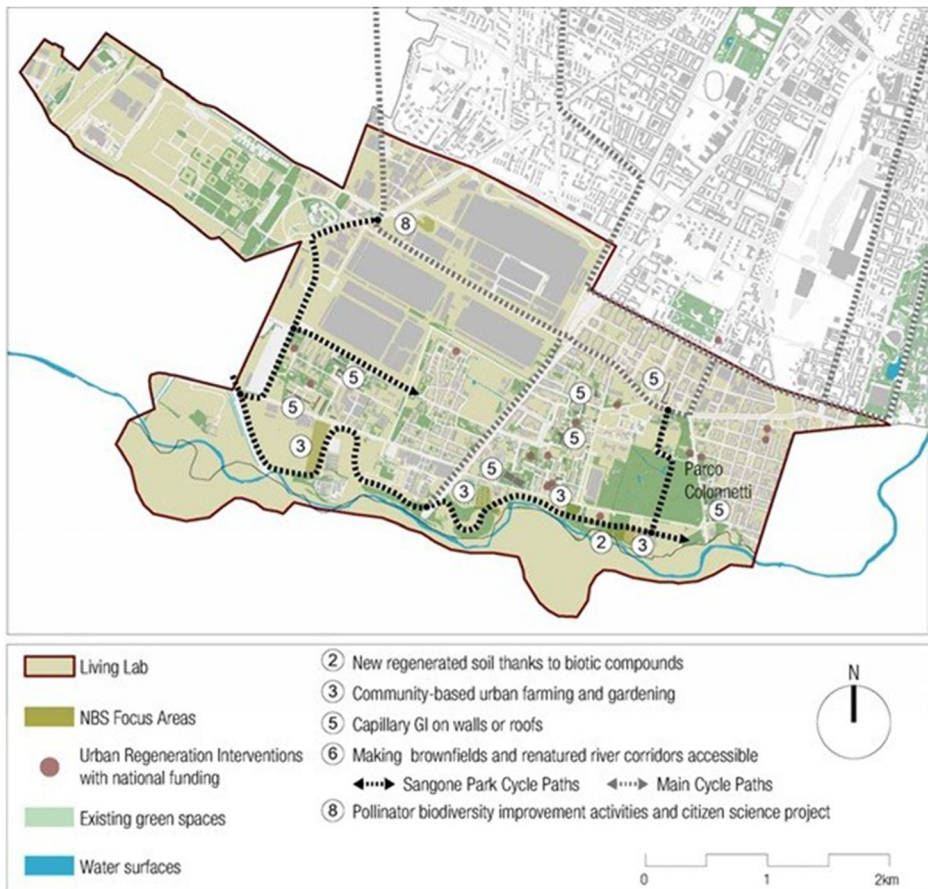 8
5
5
5
3
5
5
3
3
Parco
Colonnetti
5
2
3
Living Lab
NBS Focus Areas
Urban Regeneration Interventions
with national funding
Existing green spaces
Water surfaces
2 New regenerated soil thanks to biotic compounds
3 Community-based urban farming and gardening
5 Capillary GI on walls or roofs
6 Making brownfields and renatured river corridors accessible
Sangone Park Cycle Paths Main Cycle Paths
8 Pollinator biodiversity improvement activities and citizen science project
N
0 1 2km